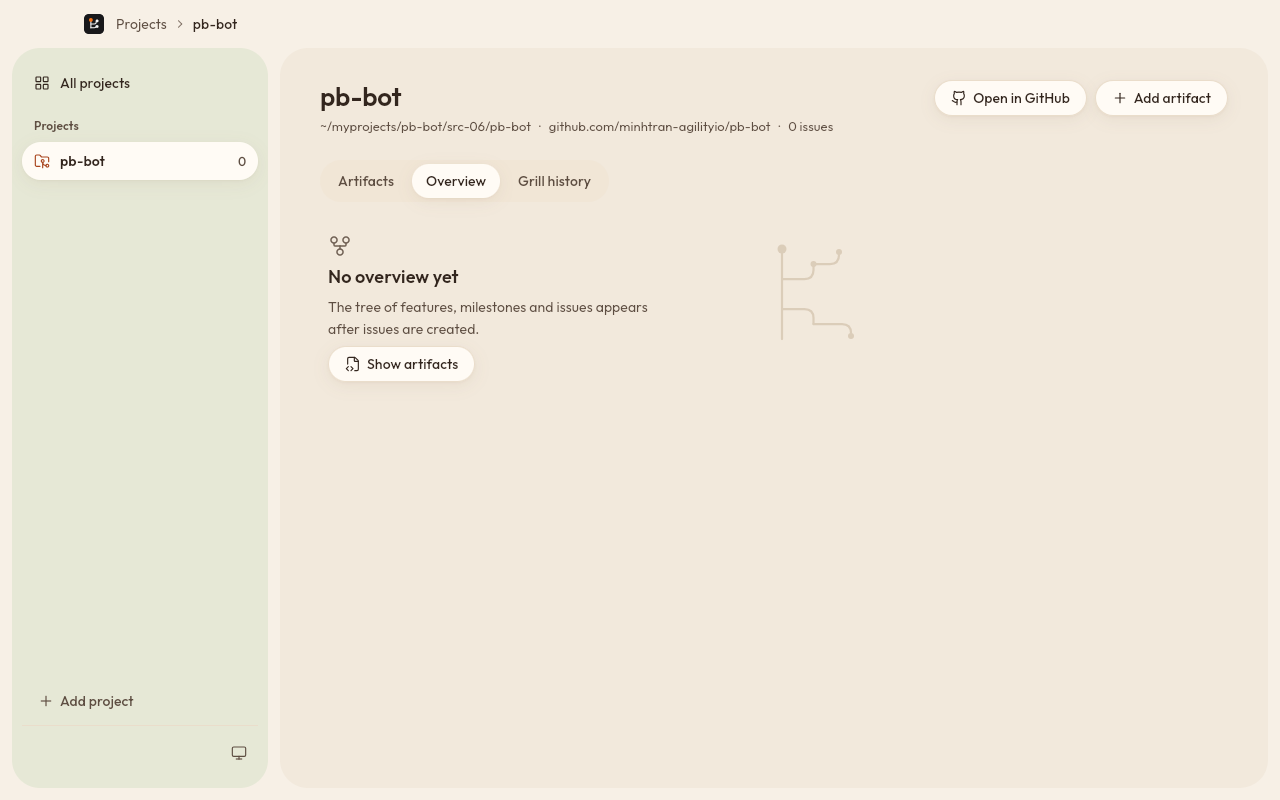 Projects > pb-bot
All projects
Projects
pb-bot 0
Add project
pb-bot
~/myprojects/pb-bot/src-06/pb-bot · github.com/minhtran-agilityio/pb-bot · 0 issues
Open in GitHub
Add artifact
Artifacts Overview Grill history
No overview yet
The tree of features, milestones and issues appears
after issues are created.
Show artifacts